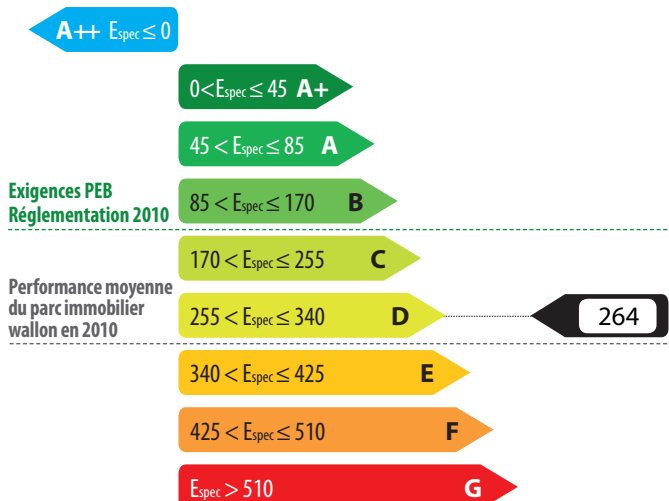 A++ Espec ≤ 0
0 < Espec ≤ 45 A+
45 < Espec ≤ 85 A
Exigences PEB
Réglementation 2010
85 < Espec ≤ 170 B
170 < Espec ≤ 255 C
Performance moyenne
du parc immobilier
wallon en 2010
255 < Espec ≤ 340 D
264
340 < Espec ≤ 425 E
425 < Espec ≤ 510 F
Espec > 510 G